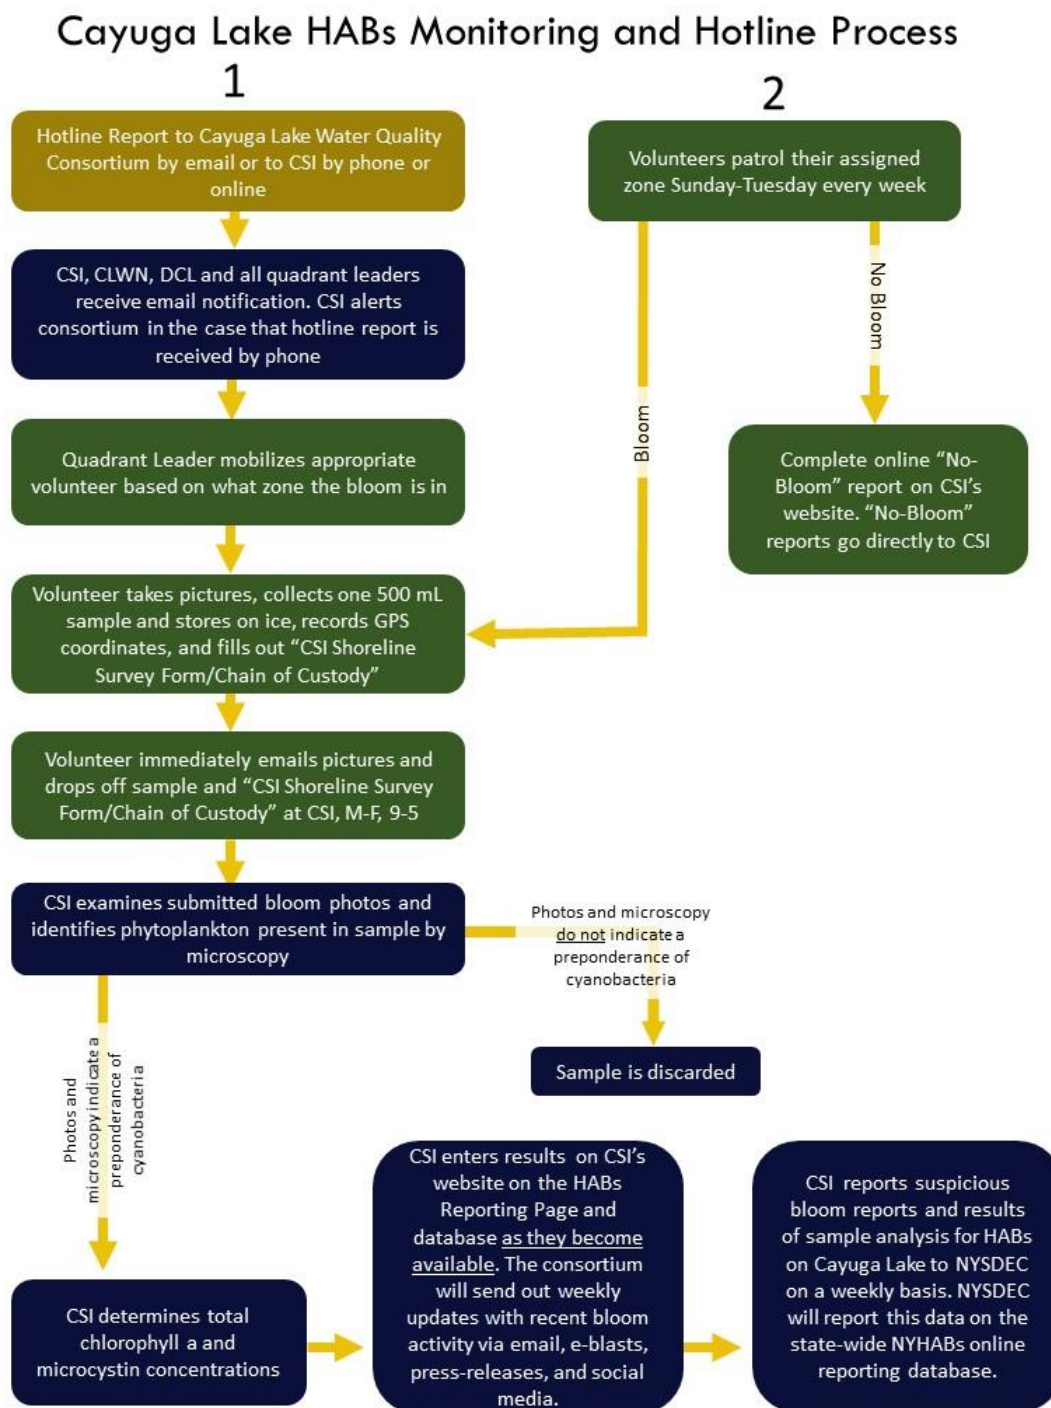 Cayuga Lake HABs Monitoring and Hotline Process
1
2
Hotline Report to Cayuga Lake Water Quality
Consortium by email or to CSI by phone or
online
Volunteers patrol their assigned
zone Sunday-Tuesday every week
CSI, CLWN, DCL and all quadrant leaders
receive email notification. CSI alerts
consortium in the case that hotline report is
received by phone
No Bloom
Bloom
Quadrant Leader mobilizes appropriate
volunteer based on what zone the bloom is in
Complete online “No-
Bloom” report on CSI’s
website. “No-Bloom”
reports go directly to CSI
Volunteer takes pictures, collects one 500 mL
sample and stores on ice, records GPS
coordinates, and fills out “CSI Shoreline
Survey Form/Chain of Custody”
Volunteer immediately emails pictures and
drops off sample and “CSI Shoreline Survey
Form/Chain of Custody” at CSI, M-F, 9-5
CSI examines submitted bloom photos and
identifies phytoplankton present in sample by
microscopy
Photos and microscopy
do not indicate a
preponderance of
cyanobacteria
Sample is discarded
Photos and
microscopy indicate a
preponderance of
cyanobacteria
CSI determines total
chlorophyll a and
microcystin concentrations
CSI enters results on CSI’s
website on the HABs
Reporting Page and
database as they become
available. The consortium
will send out weekly
updates with recent bloom
activity via email, e-blasts,
press-releases, and social
media.
CSI reports suspicious
bloom reports and results
of sample analysis for HABs
on Cayuga Lake to NYSDEC
on a weekly basis. NYSDEC
will report this data on the
state-wide NYHABs online
reporting database.